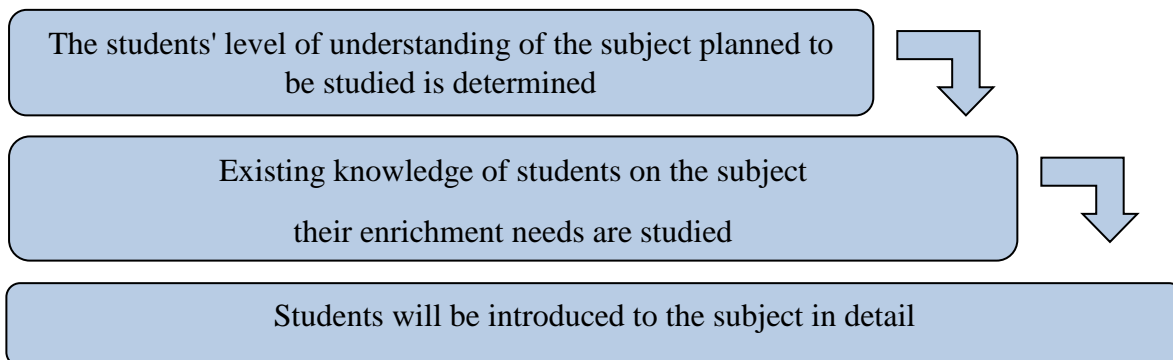 The students' level of understanding of the subject planned to
be studied is determined
Existing knowledge of students on the subject
their enrichment needs are studied
Students will be introduced to the subject in detail